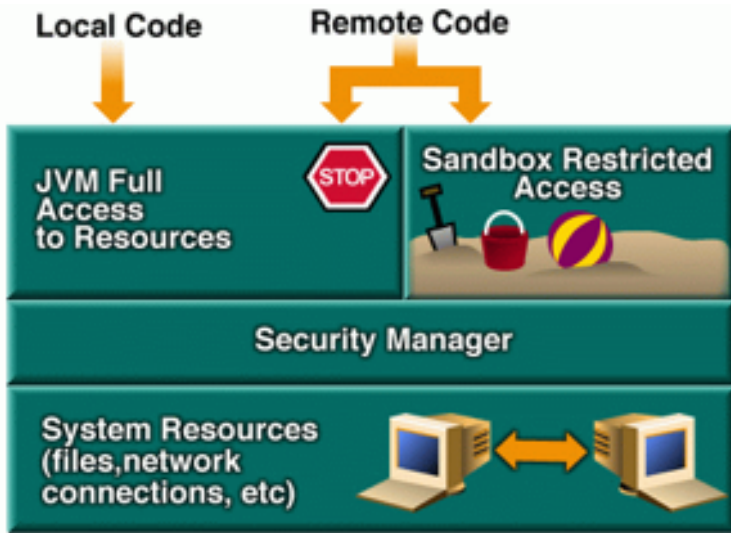 Local Code
Remote Code
JVM Full
Access
to Resources
STOP
Sandbox Restricted
Access
Security Manager
System Resources
(files,network
connections, etc)